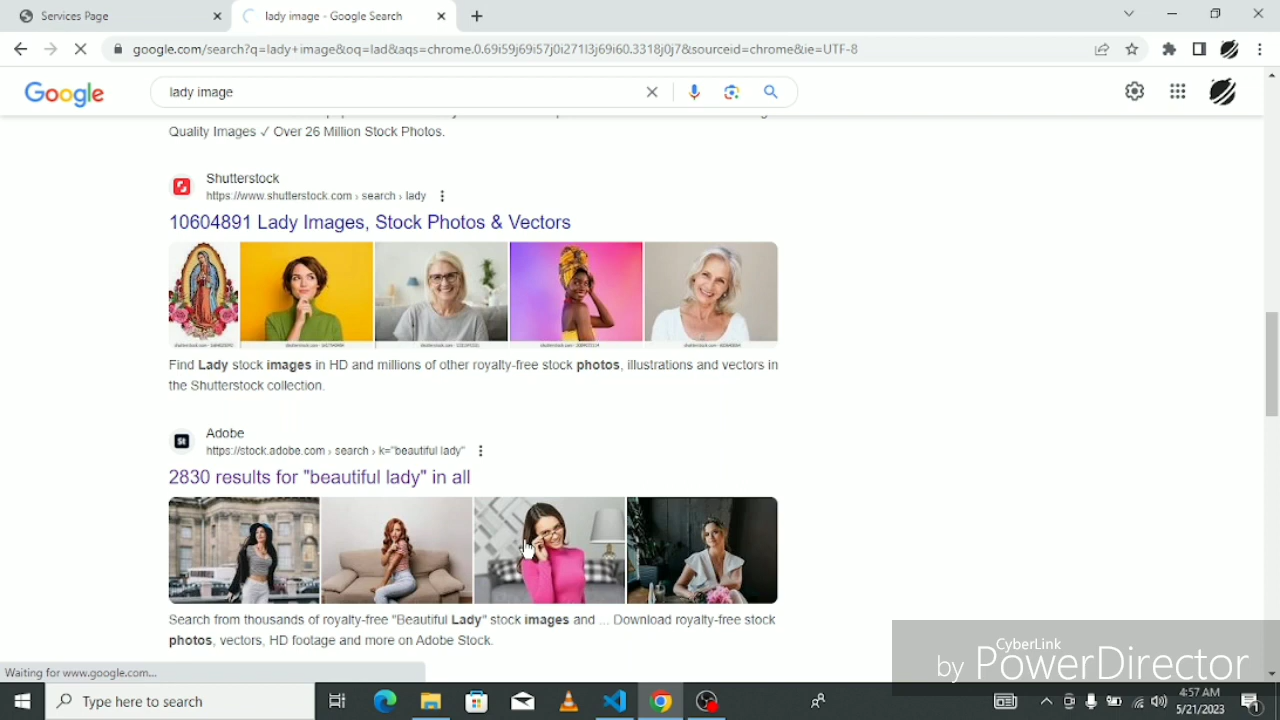 Services Page
lady image - Google Search
google.com/search?q=lady+image&oq=lad&aqs=chrome.0.69i59j69i57j0i271l3j69i60.3318j0j7&sourceid=chrome&ie=UTF-8
Google
lady image
Quality Images ✓ Over 26 Million Stock Photos.
Shutterstock
https://www.shutterstock.com › search › lady
10604891 Lady Images, Stock Photos & Vectors
Find Lady stock images in HD and millions of other royalty-free stock photos, illustrations and vectors in
the Shutterstock collection.
Adobe
St
https://stock.adobe.com › search › k="beautiful lady"
2830 results for "beautiful lady" in all
Search from thousands of royalty-free "Beautiful Lady" stock images and ... Download royalty-free stock
photos, vectors, HD footage and more on Adobe Stock.
Waiting for www.google.com...
CyberLink
by PowerDirector
Type here to search
4:57 AM
5/21/2023